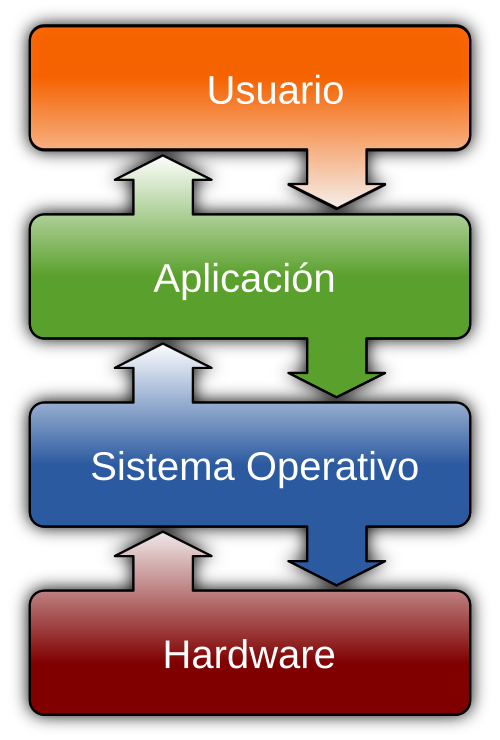 Usuario
Aplicación
Sistema Operativo
Hardware